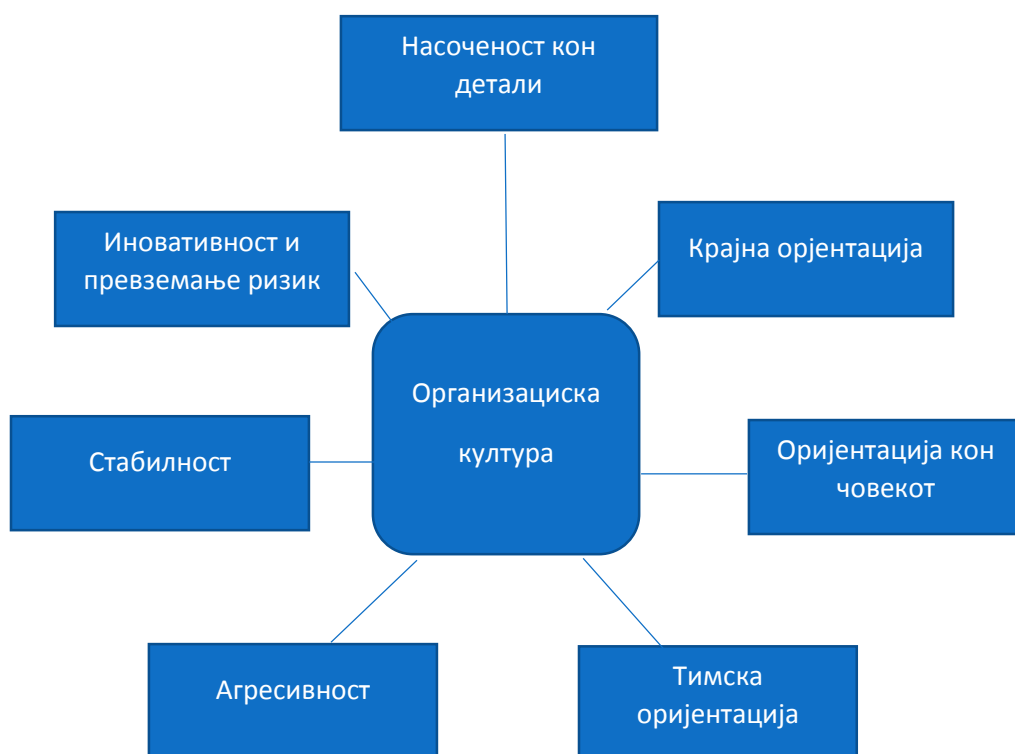 Насоченост кон
детали
Иновативност и
превземање ризик
Крајна орјентација
Организациска
култура
Стабилност
Оријентација кон
човекот
Агресивност
Тимска
оријентација